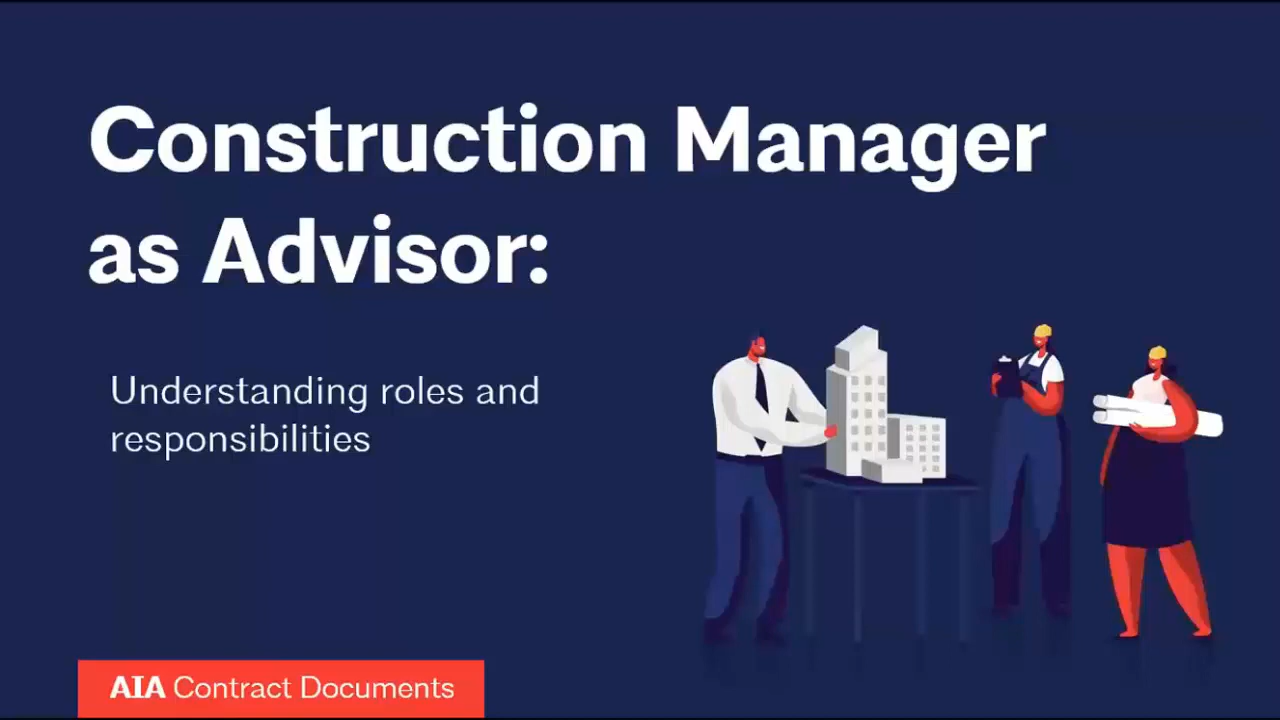 Construction Manager
as Advisor:
Understanding roles and
responsibilities
AIA Contract Documents